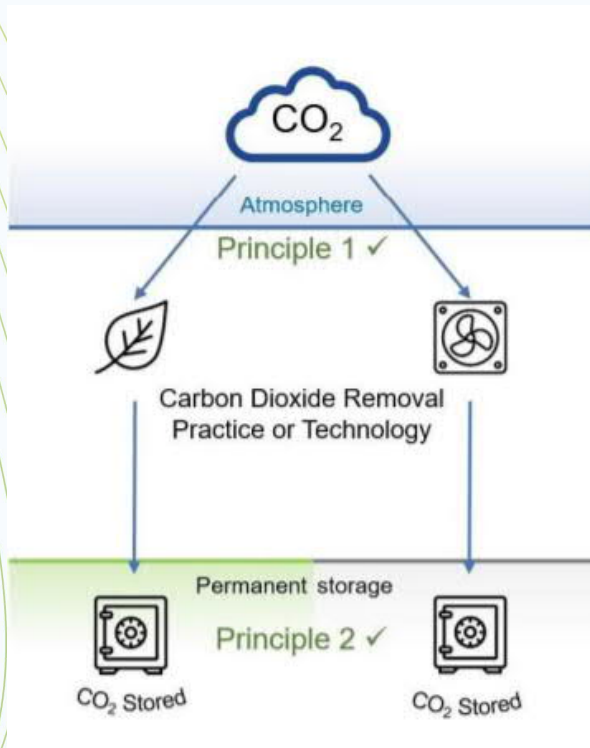 CO₂
Atmosphere
Principle 1 ✓
Carbon Dioxide Removal
Practice or Technology
Permanent storage
Principle 2 ✓
CO₂ Stored
CO₂ Stored